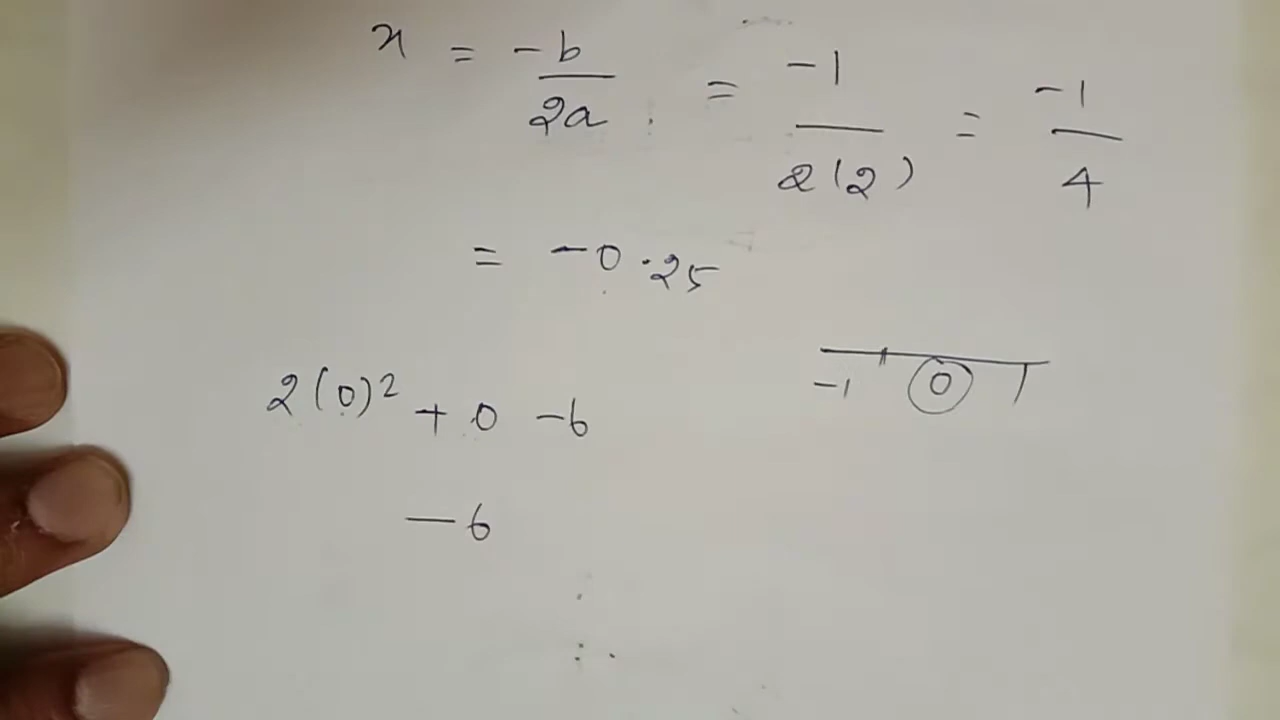 x = -b/2a = -1/2(2) = -1/4
= -0.25
2(0)² + 0 -6
-1 0 1
-6